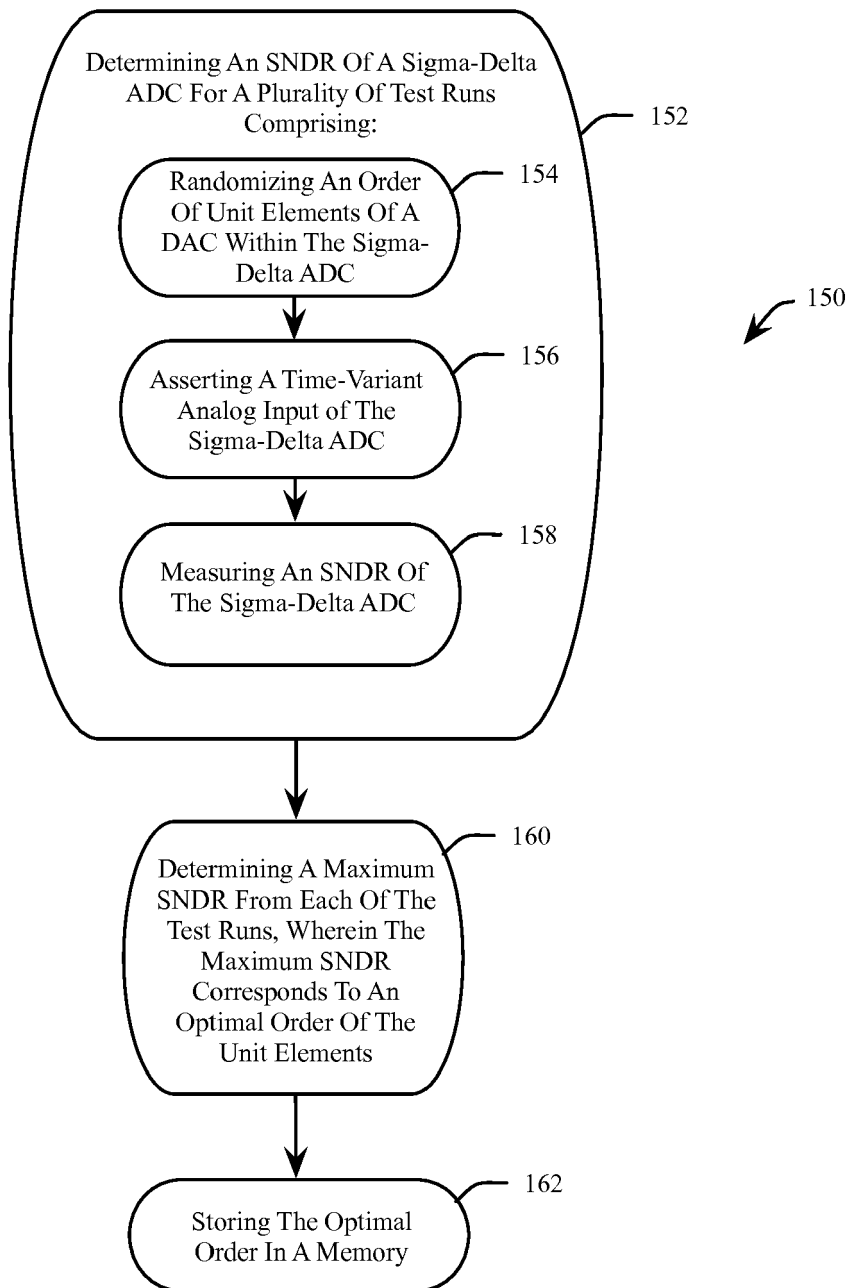 Determining An SNDR Of A Sigma-Delta
ADC For A Plurality Of Test Runs
Comprising:
152
154
Randomizing An Order
Of Unit Elements Of A
DAC Within The Sigma-
Delta ADC
150
156
Asserting A Time-Variant
Analog Input of The
Sigma-Delta ADC
158
Measuring An SNDR Of
The Sigma-Delta ADC
160
Determining A Maximum
SNDR From Each Of The
Test Runs, Wherein The
Maximum SNDR
Corresponds To An
Optimal Order Of The
Unit Elements
162
Storing The Optimal
Order In A Memory